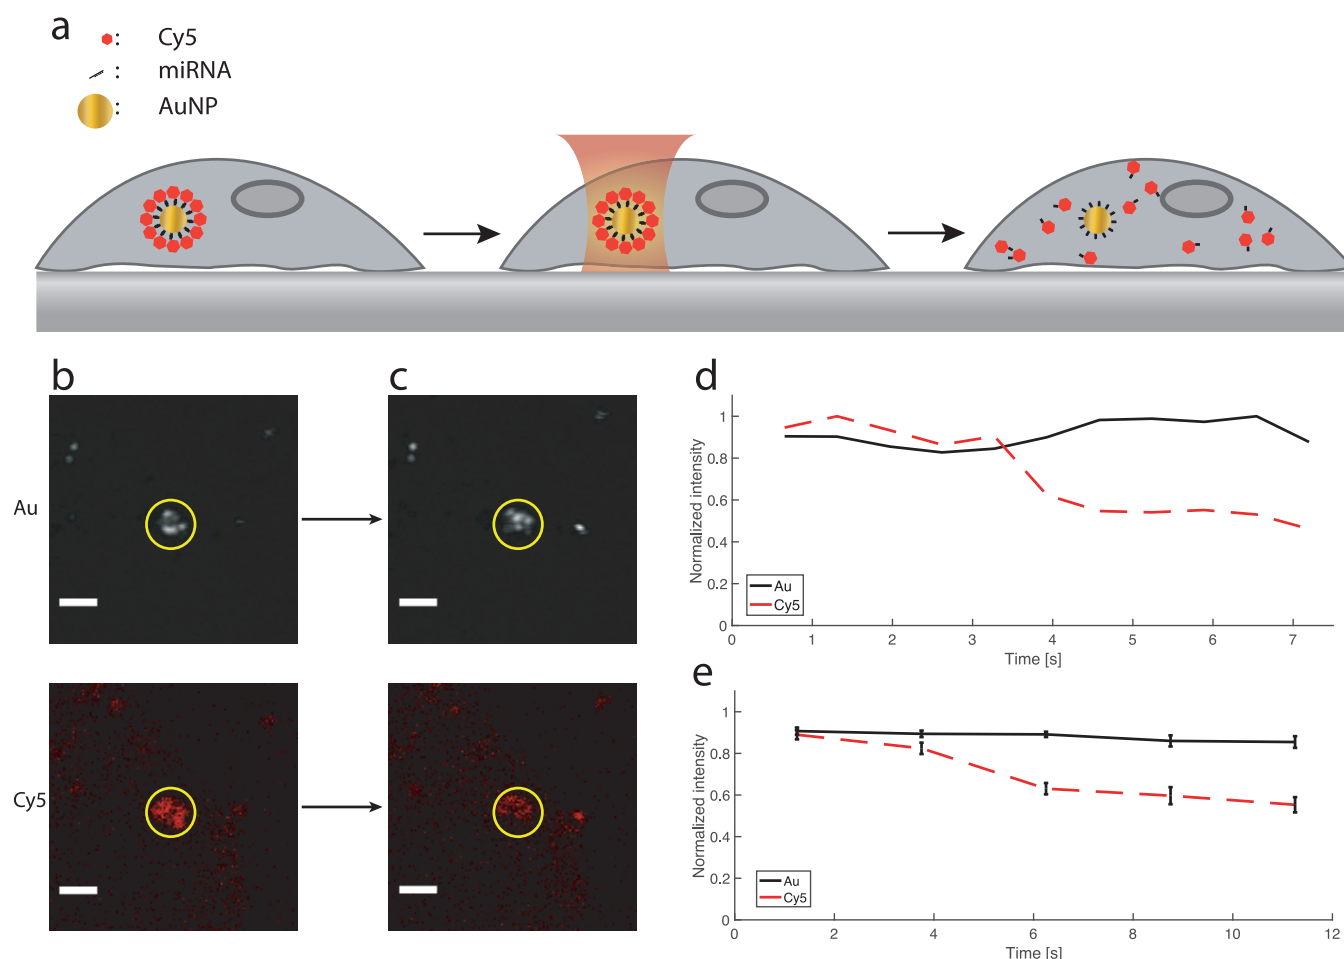 a
: Cy5
: miRNA
: AuNP
b
c
Au
Cy5
d
Normalized intensity
1
0.8
0.6
0.4
0.2
0
Au
Cy5
0 1 2 3 4 5 6 7
Time [s]
e
Normalized intensity
1
0.8
0.6
0.4
0.2
0
Au
Cy5
0 2 4 6 8 10 12
Time [s]